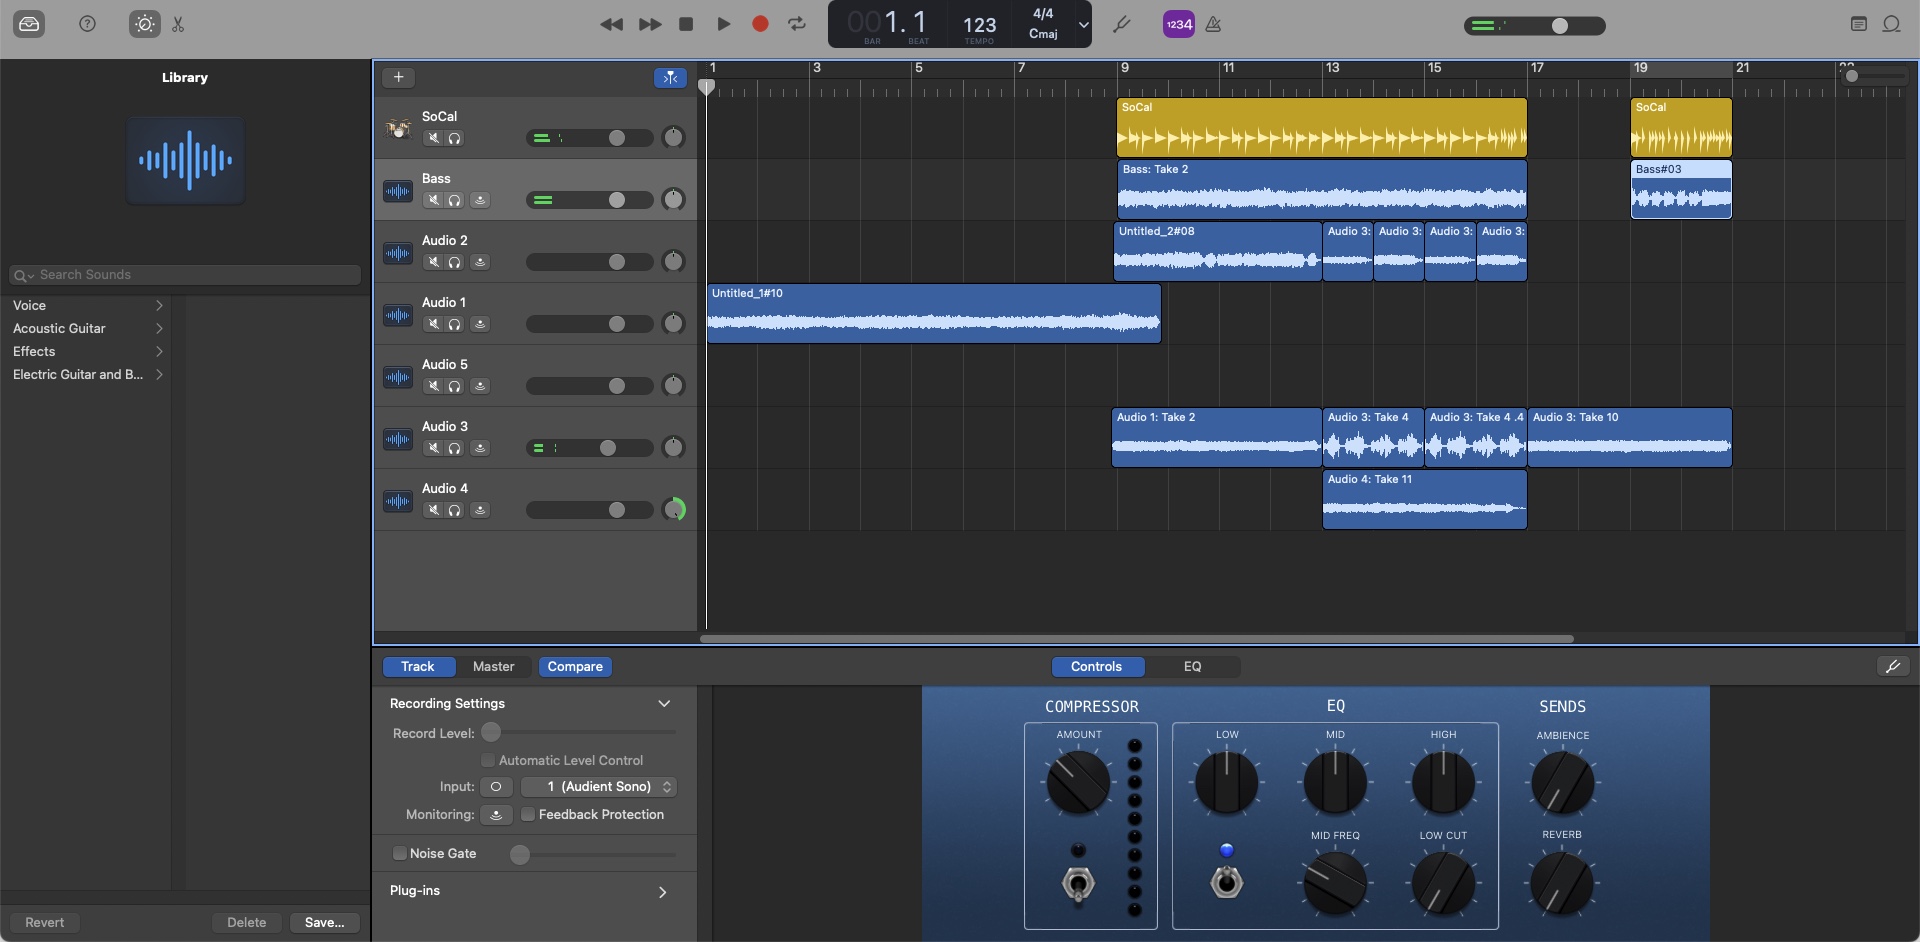 001.1
BAR BEAT
123
TEMPO
4/4
Cmaj
1234
Library
Search Sounds
Voice
Acoustic Guitar
Effects
Electric Guitar and B...
Revert
Delete
Save...
1 3 5 7 9 11 13 15 17 19 21
SoCal
SoCal
SoCal
Bass
Bass: Take 2
Bass#03
Audio 2
Untitled_2#08
Audio 3:
Audio 3:
Audio 3:
Audio 3:
Audio 1
Untitled_1#10
Audio 5
Audio 3
Audio 1: Take 2
Audio 3: Take 4
Audio 3: Take 4 .4
Audio 3: Take 10
Audio 4
Audio 4: Take 11
Track
Master
Compare
Controls
EQ
Recording Settings
Record Level:
Automatic Level Control
Input:
1 (Audient Sono)
Monitoring:
Feedback Protection
Noise Gate
Plug-ins
COMPRESSOR
AMOUNT
EQ
LOW
MID
HIGH
MID FREQ
LOW CUT
SENDS
AMBIENCE
REVERB